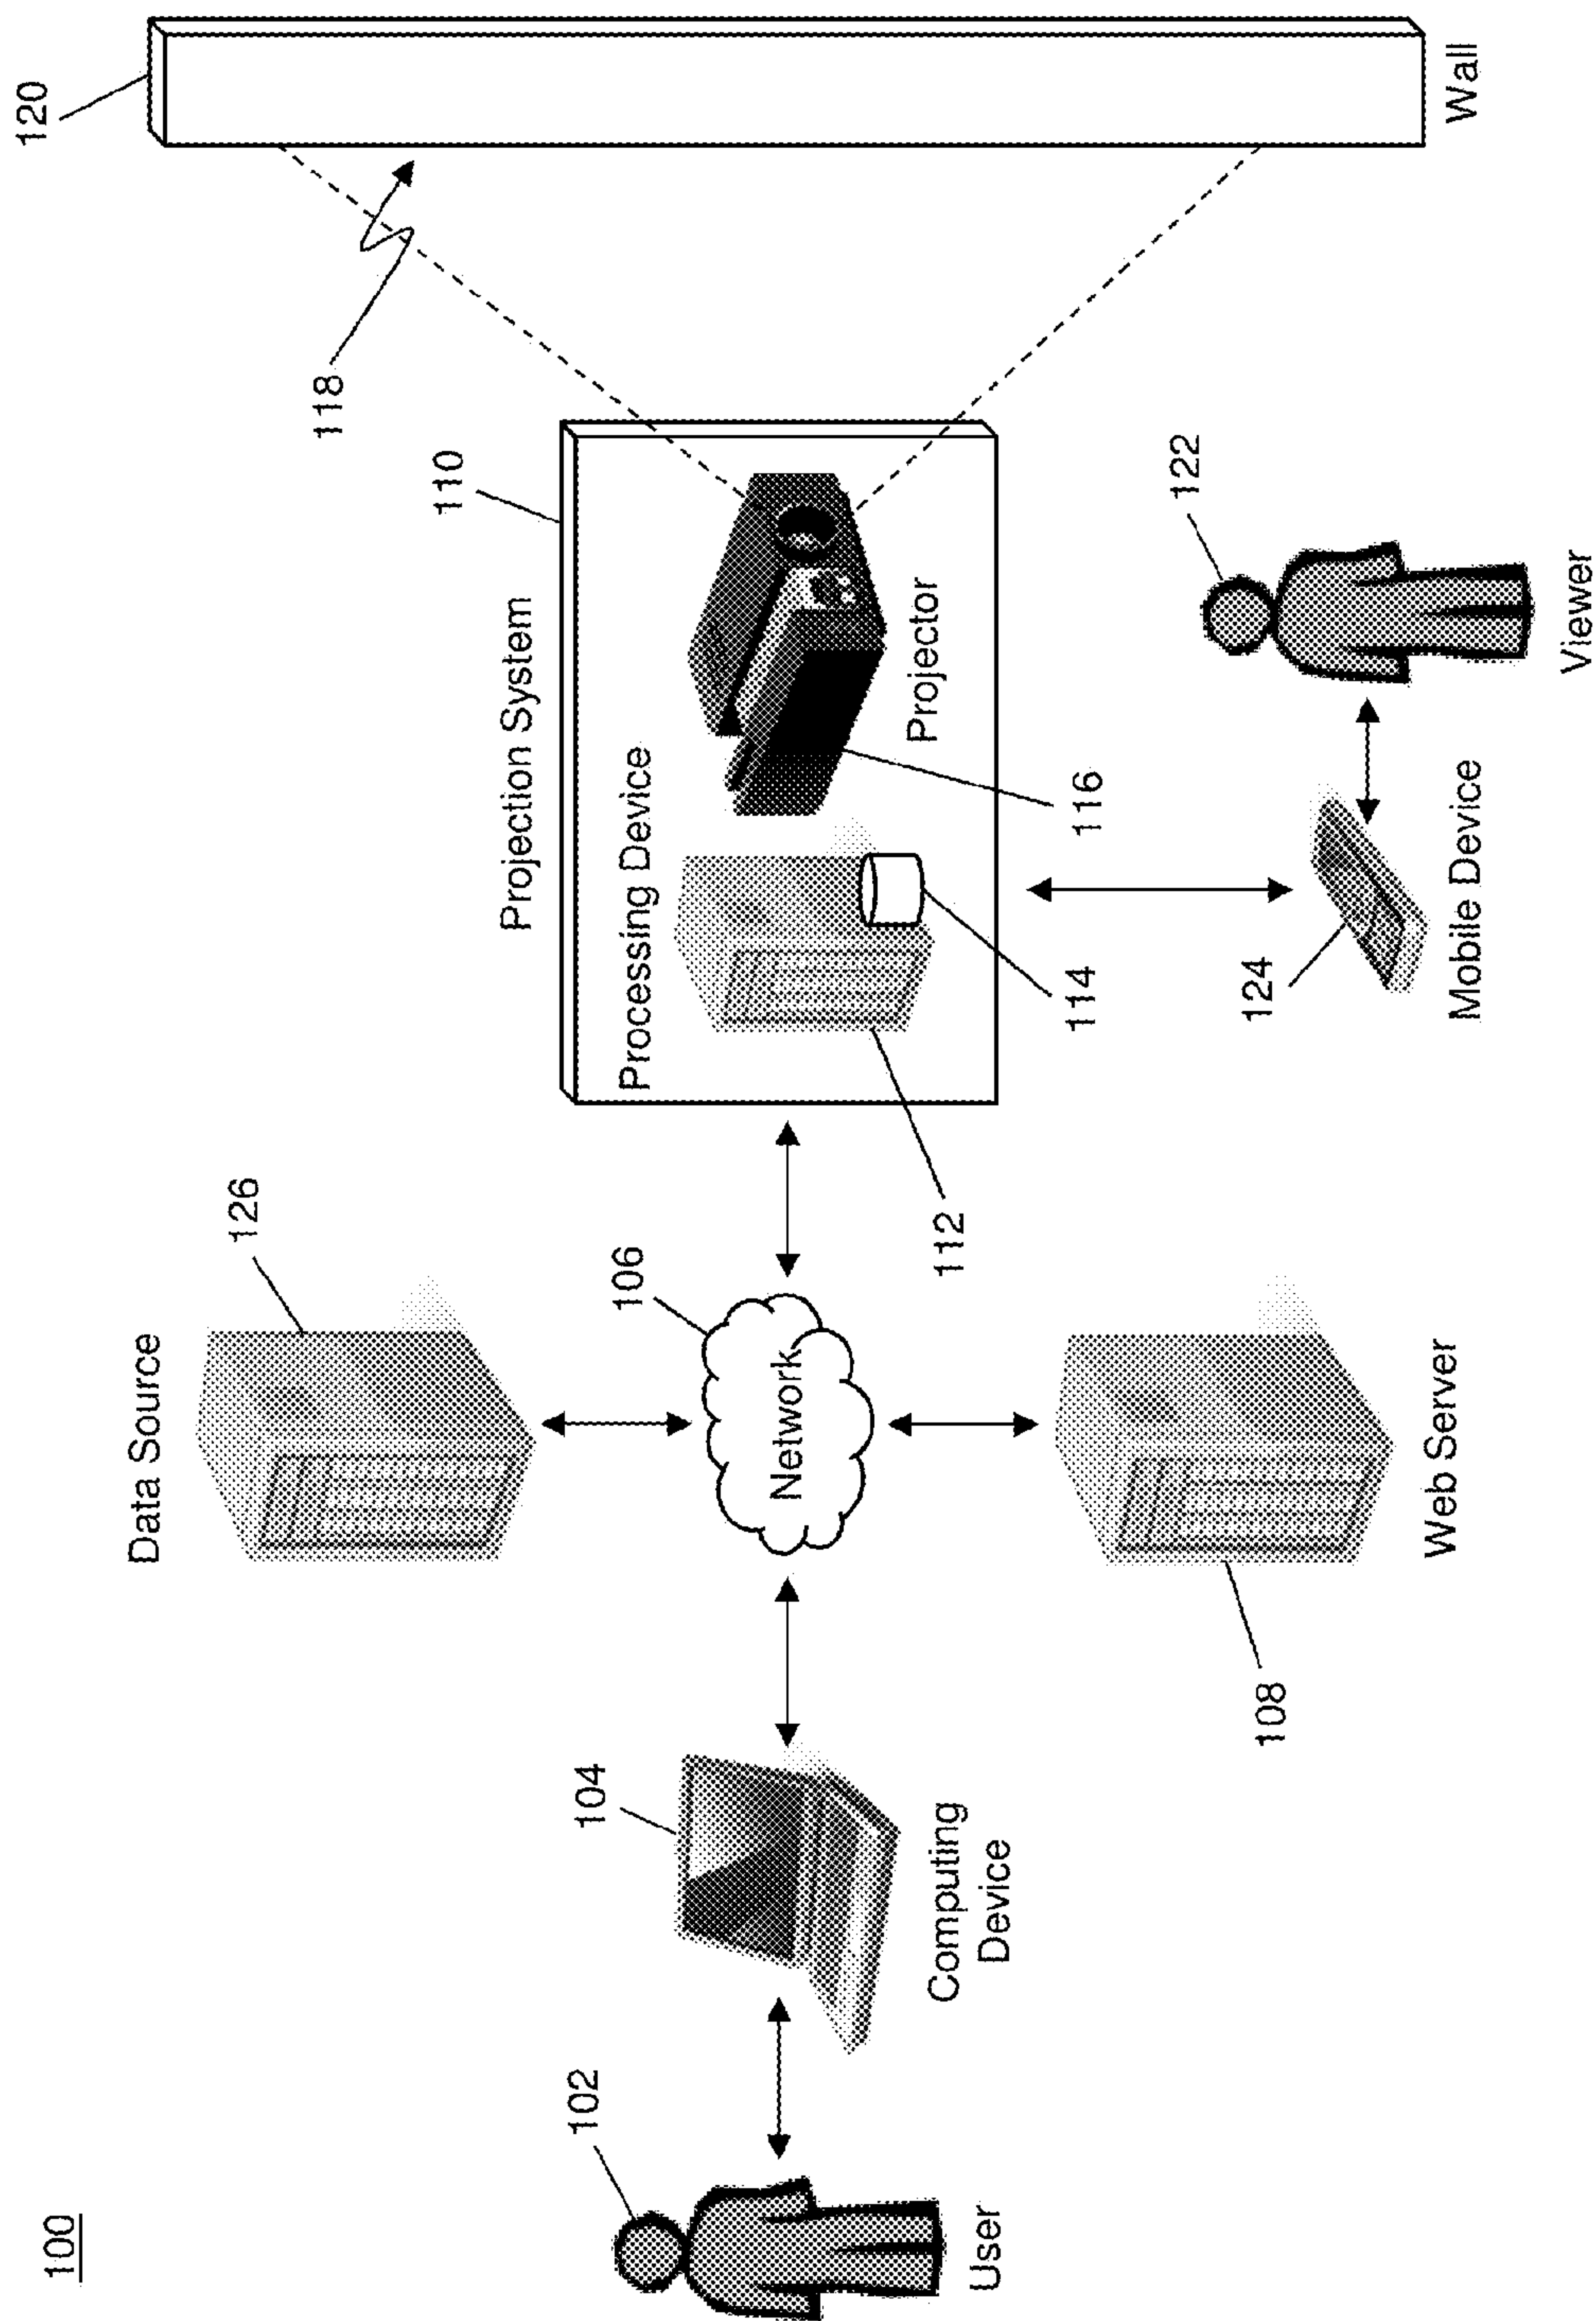 100
Data Source
126
Projection System
110
120
118
Processing Device
Projector
106
Network
104
102
User
Computing
Device
108
Web Server
112
114
116
124
Mobile Device
122
Viewer
Wall